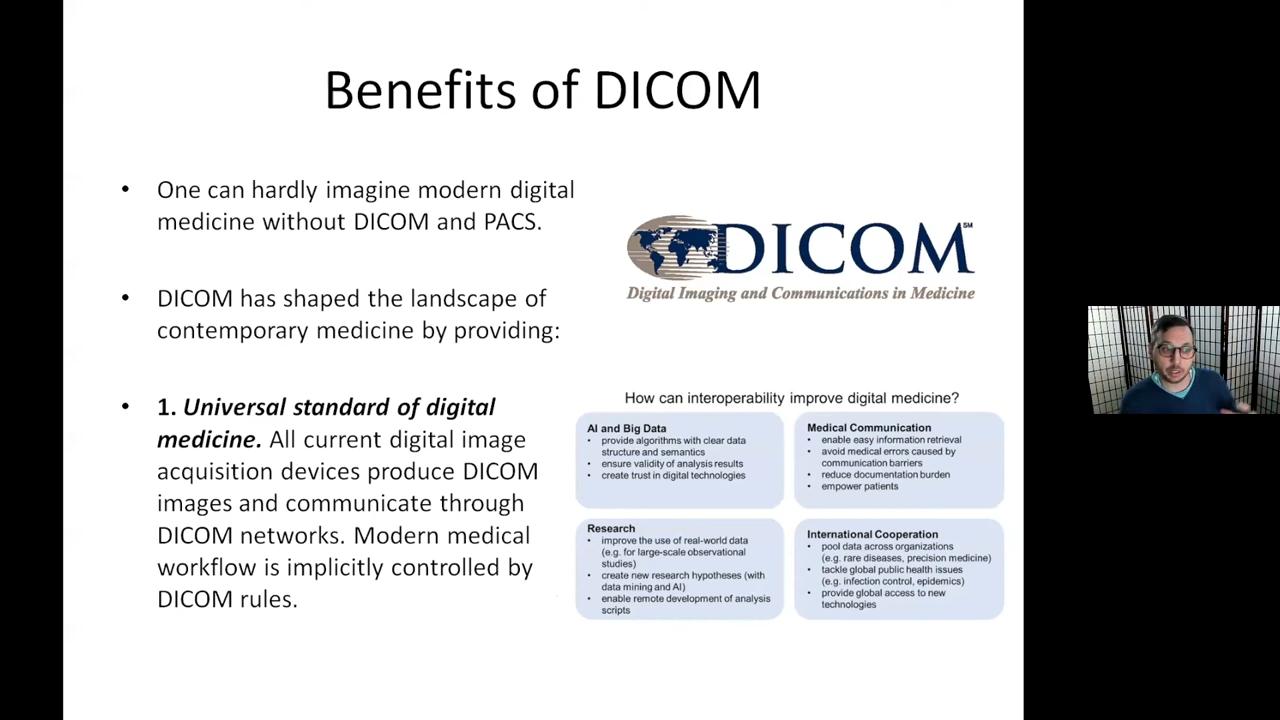 Benefits of DICOM
• One can hardly imagine modern digital
medicine without DICOM and PACS.
• DICOM has shaped the landscape of
contemporary medicine by providing:
• 1. Universal standard of digital
medicine. All current digital image
acquisition devices produce DICOM
images and communicate through
DICOM networks. Modern medical
workflow is implicitly controlled by
DICOM rules.
DICOM SM
Digital Imaging and Communications in Medicine
How can interoperability improve digital medicine?
AI and Big Data
• provide algorithms with clear data
structure and semantics
• ensure validity of analysis results
• create trust in digital technologies
Medical Communication
• enable easy information retrieval
• avoid medical errors caused by
communication barriers
• reduce documentation burden
• empower patients
Research
• improve the use of real-world data
(e.g. for large-scale observational
studies)
• create new research hypotheses (with
data mining and AI)
• enable remote development of analysis
scripts
International Cooperation
• pool data across organizations
(e.g. rare diseases, precision medicine)
• tackle global public health issues
(e.g. infection control, epidemics)
• provide global access to new
technologies